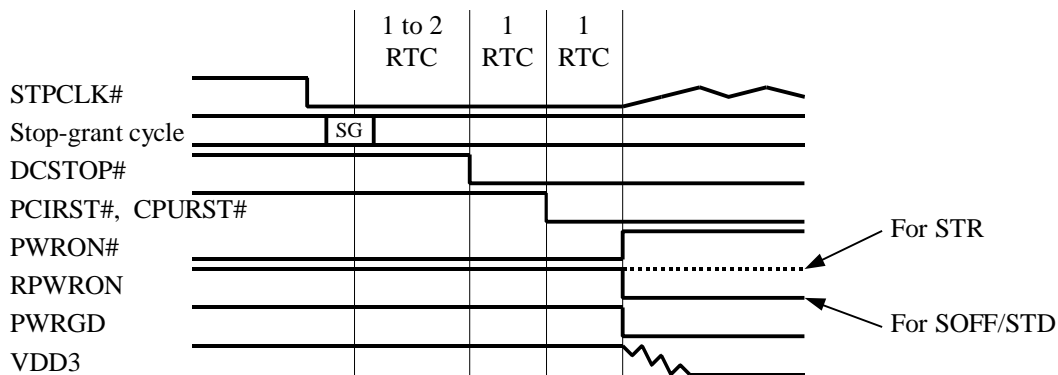 1 to 2 RTC
1 RTC
1 RTC
STPCLK#
Stop-grant cycle
SG
DCSTOP#
PCIRST#, CPURST#
PWRON#
For STR
RPWRON
PWRGD
For SOFF/STD
VDD3